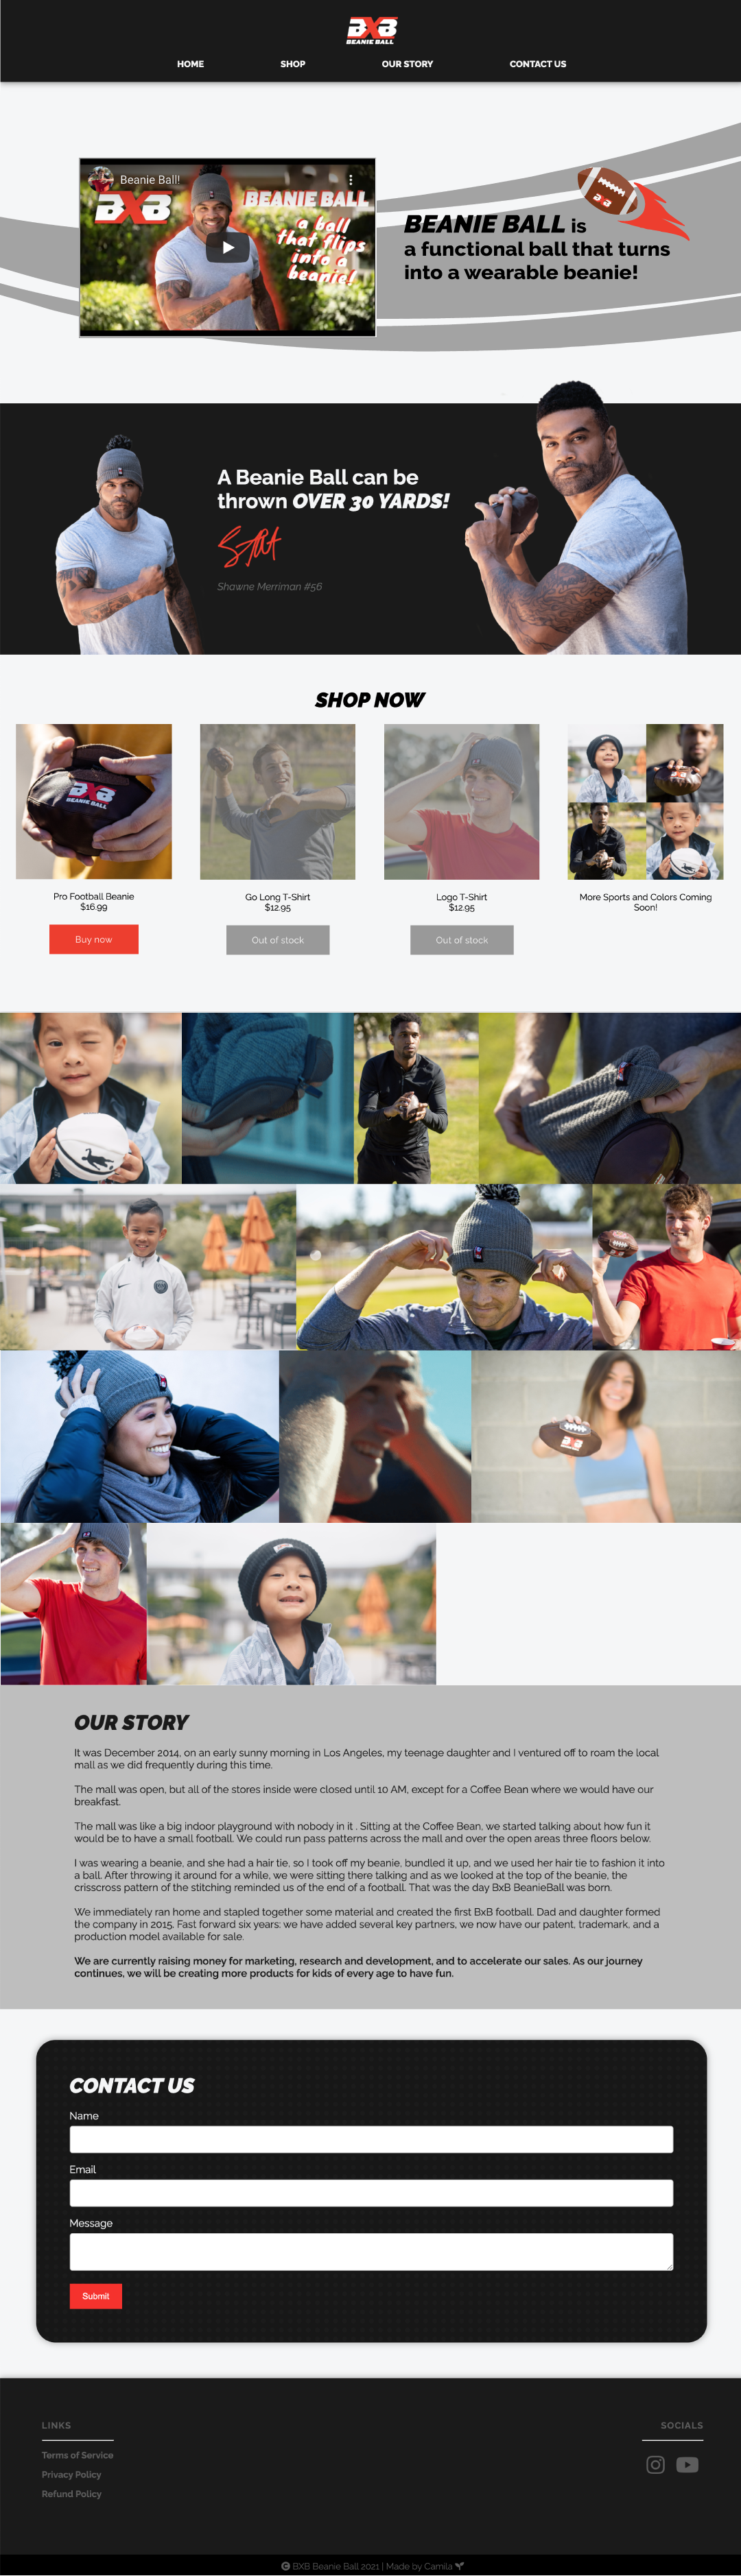 BXB
BEANIE BALL
HOME
SHOP
OUR STORY
CONTACT US
Beanie Ball!
BXB
BEANIE BALL
a ball
that flips
into a
beanie!
BEANIE BALL is
a functional ball that turns
into a wearable beanie!
A Beanie Ball can be
thrown OVER 30 YARDS!
Shawne Merriman #56
SHOP NOW
BXB
BEANIE BALL
Pro Football Beanie
$16.99
Buy now
Go Long T-Shirt
$12.95
Out of stock
Logo T-Shirt
$12.95
Out of stock
More Sports and Colors Coming
Soon!
OUR STORY
It was December 2014, on an early sunny morning in Los Angeles, my teenage daughter and I ventured off to roam the local
mall as we did frequently during this time.
The mall was open, but all of the stores inside were closed until 10 AM, except for a Coffee Bean where we would have our
breakfast.
The mall was like a big indoor playground with nobody in it . Sitting at the Coffee Bean, we started talking about how fun it
would be to have a small football. We could run pass patterns across the mall and over the open areas three floors below.
I was wearing a beanie, and she had a hair tie, so I took off my beanie, bundled it up, and we used her hair tie to fashion it into
a ball. After throwing it around for a while, we were sitting there talking and as we looked at the top of the beanie, the
crisscross pattern of the stitching reminded us of the end of a football. That was the day BxB BeanieBall was born.
We immediately ran home and stapled together some material and created the first BxB football. Dad and daughter formed
the company in 2015. Fast forward six years: we have added several key partners, we now have our patent, trademark, and a
production model available for sale.
We are currently raising money for marketing, research and development, and to accelerate our sales. As our journey
continues, we will be creating more products for kids of every age to have fun.
CONTACT US
Name
Email
Message
Submit
LINKS
Terms of Service
Privacy Policy
Refund Policy
SOCIALS
© BXB Beanie Ball 2021 | Made by Camila